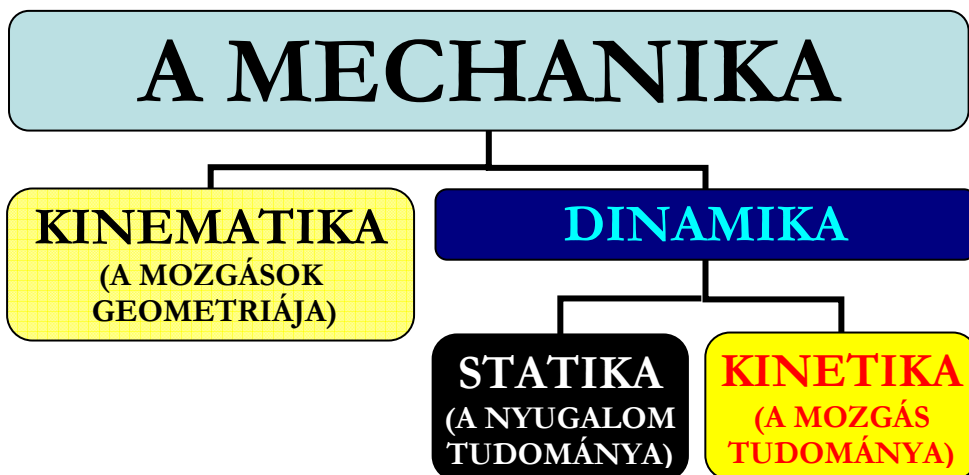 A MECHANIKA
KINEMATIKA
(A MOZGÁSOK
GEOMETRIÁJA)
DINAMIKA
STATIKA
(A NYUGALOM
TUDOMÁNYA)
KINETIKA
(A MOZGÁS
TUDOMÁNYA)